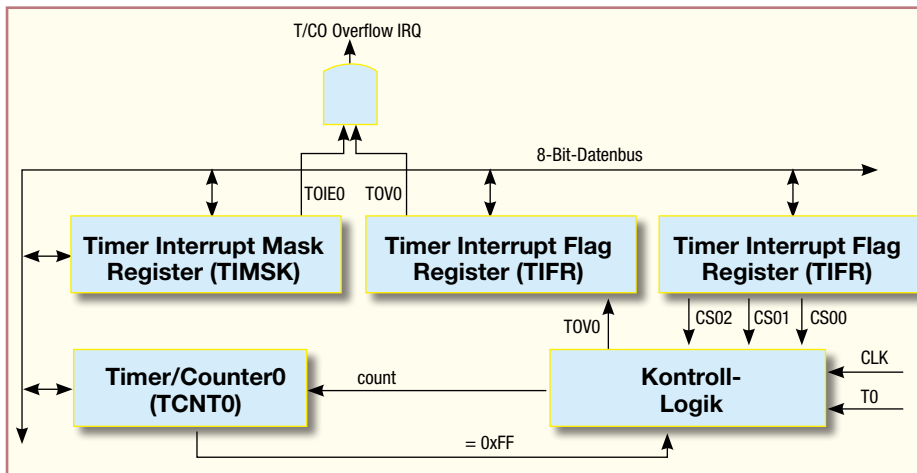 T/CO Overflow IRQ
8-Bit-Datenbus
TOIE0
TOV0
Timer Interrupt Mask
Register (TIMSK)
Timer Interrupt Flag
Register (TIFR)
Timer Interrupt Flag
Register (TIFR)
TOV0
CS02
CS01
CS00
CLK
Timer/Counter0
(TCNT0)
count
Kontroll-
Logik
T0
= 0xFF